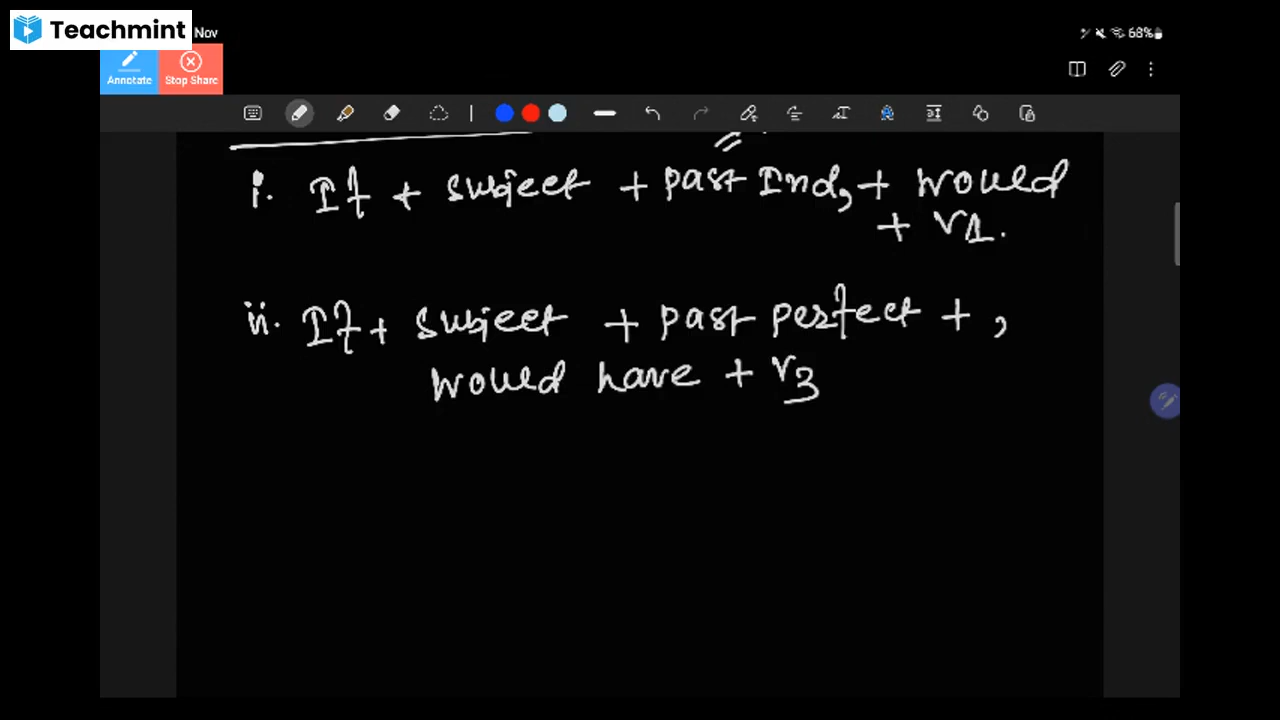 Teachmint
Nov
68%
Annotate
Stop Share
i. If + subject + past Ind, + would
+ V1.
ii. If + subject + past perfect + ,
would have + V3